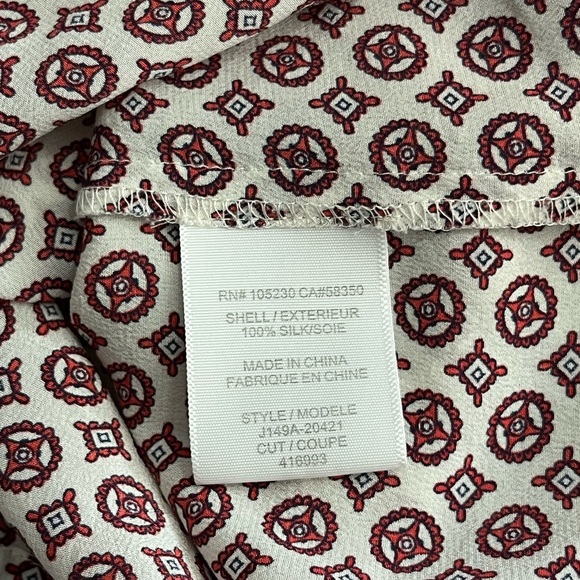 RN# 105230 CA#58350
SHELL / EXTERIEUR
100% SILK/SOIE
MADE IN CHINA
FABRIQUE EN CHINE
STYLE / MODELE
J149A-20421
CUT / COUPE
416993